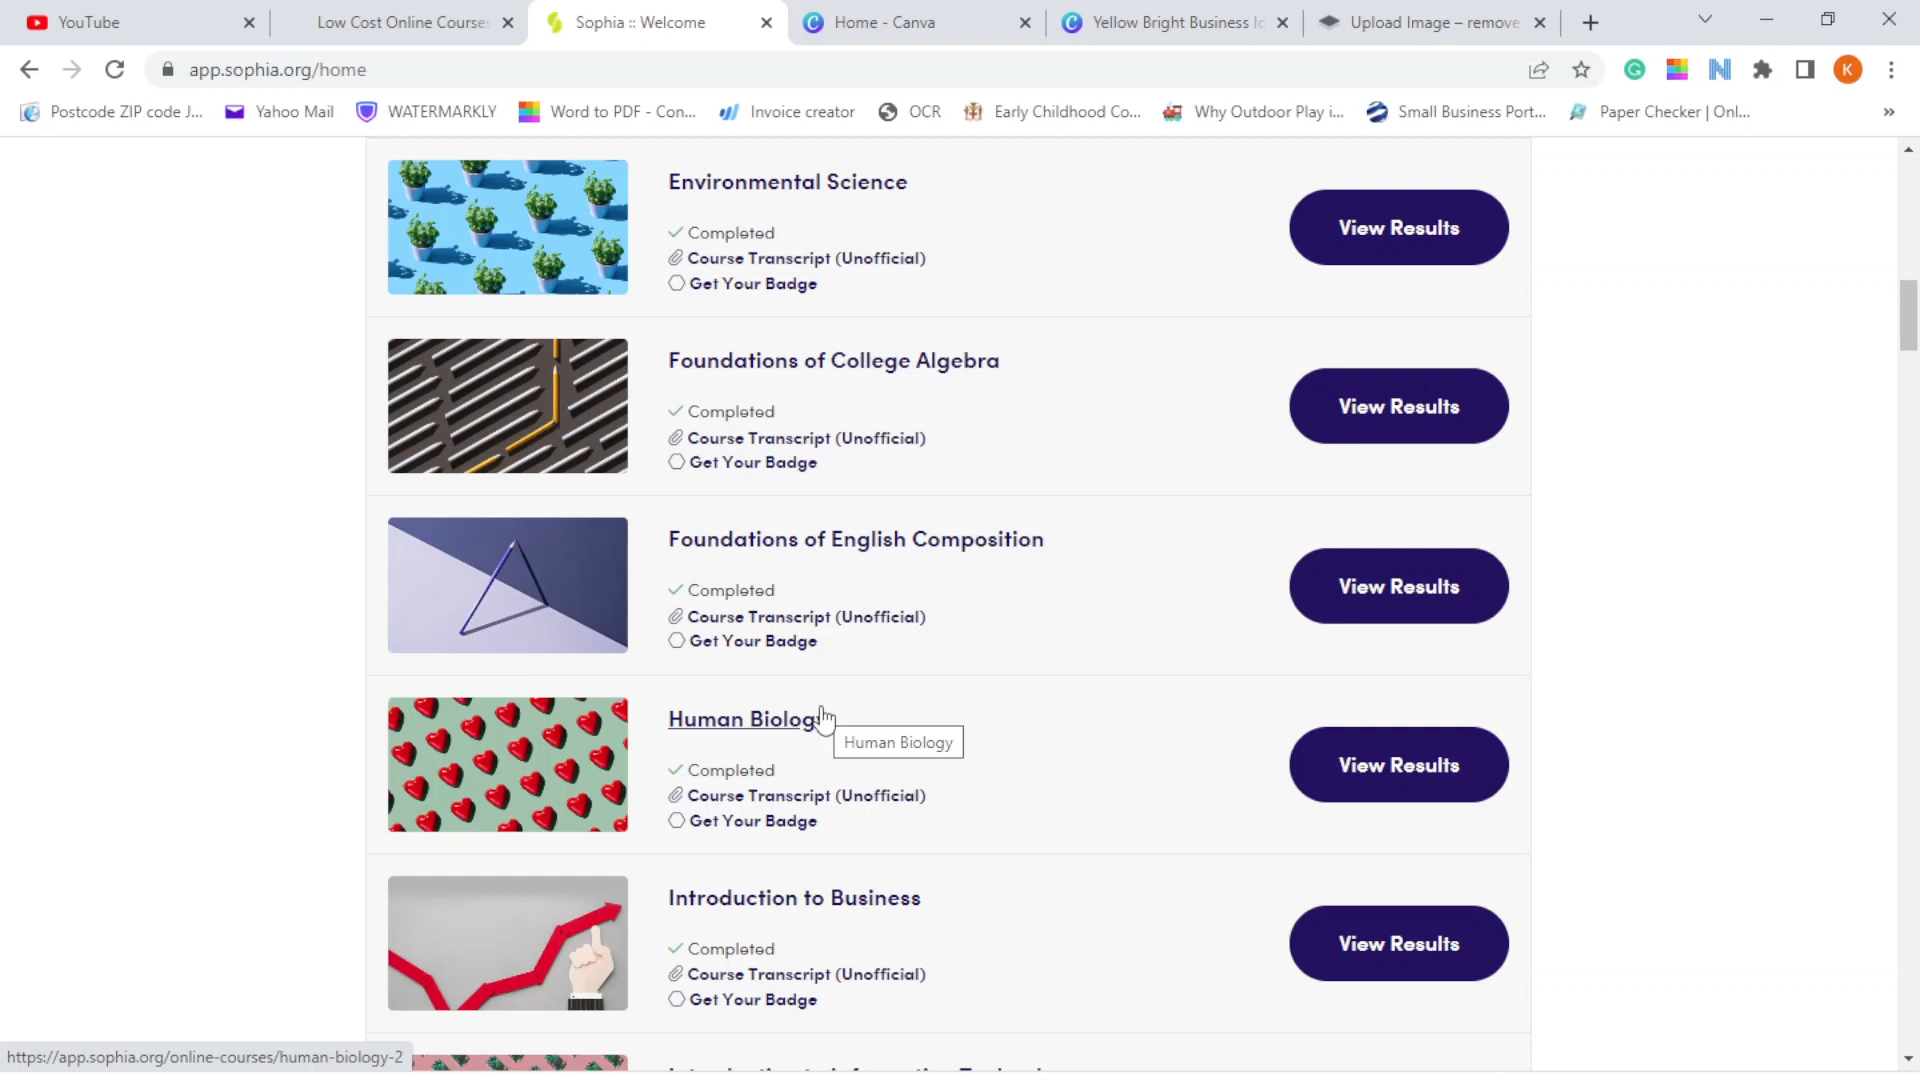 YouTube
Low Cost Online Courses
Sophia :: Welcome
Home - Canva
Yellow Bright Business
Upload Image – remove
app.sophia.org/home
K
Postcode ZIP code J...
Yahoo Mail
WATERMARKLY
Word to PDF - Con...
Invoice creator
OCR
Early Childhood Co...
Why Outdoor Play i...
Small Business Port...
Paper Checker | Onl...
»
Environmental Science
Completed
Course Transcript (Unofficial)
Get Your Badge
View Results
Foundations of College Algebra
Completed
Course Transcript (Unofficial)
Get Your Badge
View Results
Foundations of English Composition
Completed
Course Transcript (Unofficial)
Get Your Badge
View Results
Human Biology
Human Biology
Completed
Course Transcript (Unofficial)
Get Your Badge
View Results
Introduction to Business
Completed
Course Transcript (Unofficial)
Get Your Badge
View Results
https://app.sophia.org/online-courses/human-biology-2